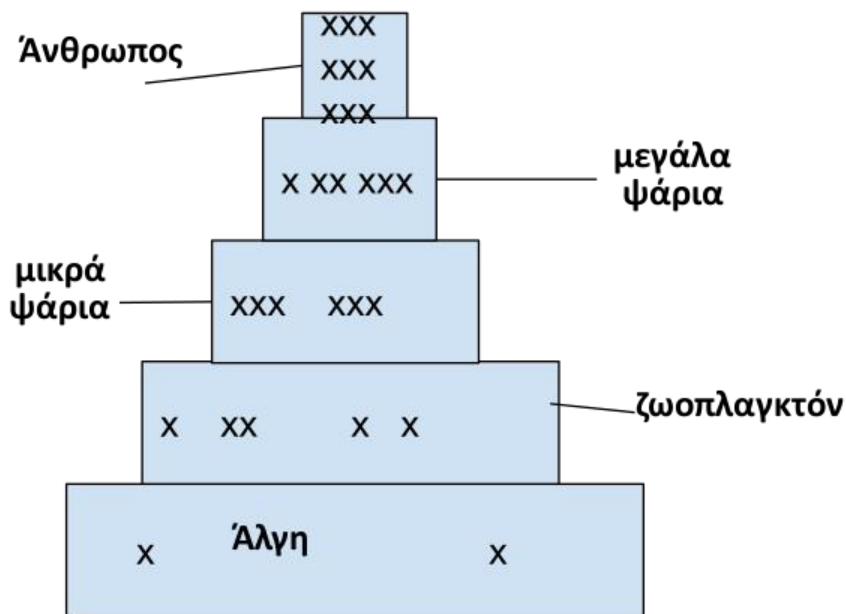 xxx
Άνθρωπος
xxx
xxx
x xx xxx
μεγάλα
ψάρια
μικρά
ψάρια
xxx xxx
x xx x x
ζωοπλαγκτόν
Άλγη
x x